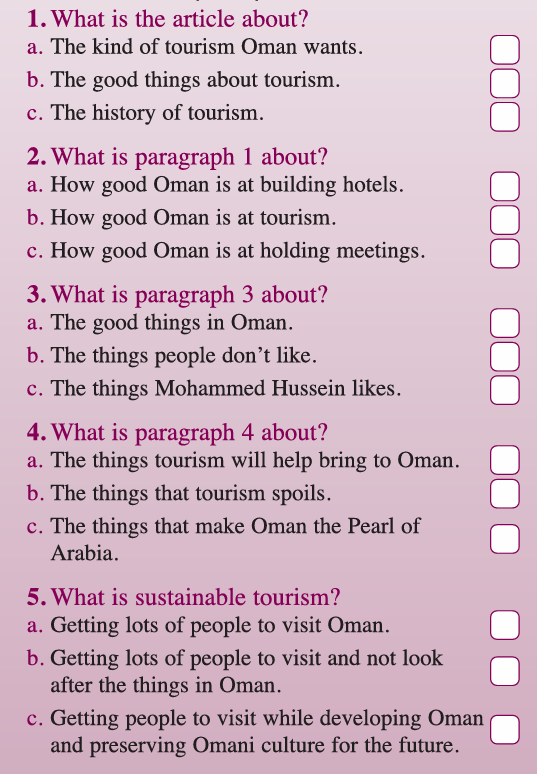 1. What is the article about?
a. The kind of tourism Oman wants.
b. The good things about tourism.
c. The history of tourism.
2. What is paragraph 1 about?
a. How good Oman is at building hotels.
b. How good Oman is at tourism.
c. How good Oman is at holding meetings.
3. What is paragraph 3 about?
a. The good things in Oman.
b. The things people don't like.
c. The things Mohammed Hussein likes.
4. What is paragraph 4 about?
a. The things tourism will help bring to Oman.
b. The things that tourism spoils.
c. The things that make Oman the Pearl of
Arabia.
5. What is sustainable tourism?
a. Getting lots of people to visit Oman.
b. Getting lots of people to visit and not look
after the things in Oman.
c. Getting people to visit while developing Oman
and preserving Omani culture for the future.